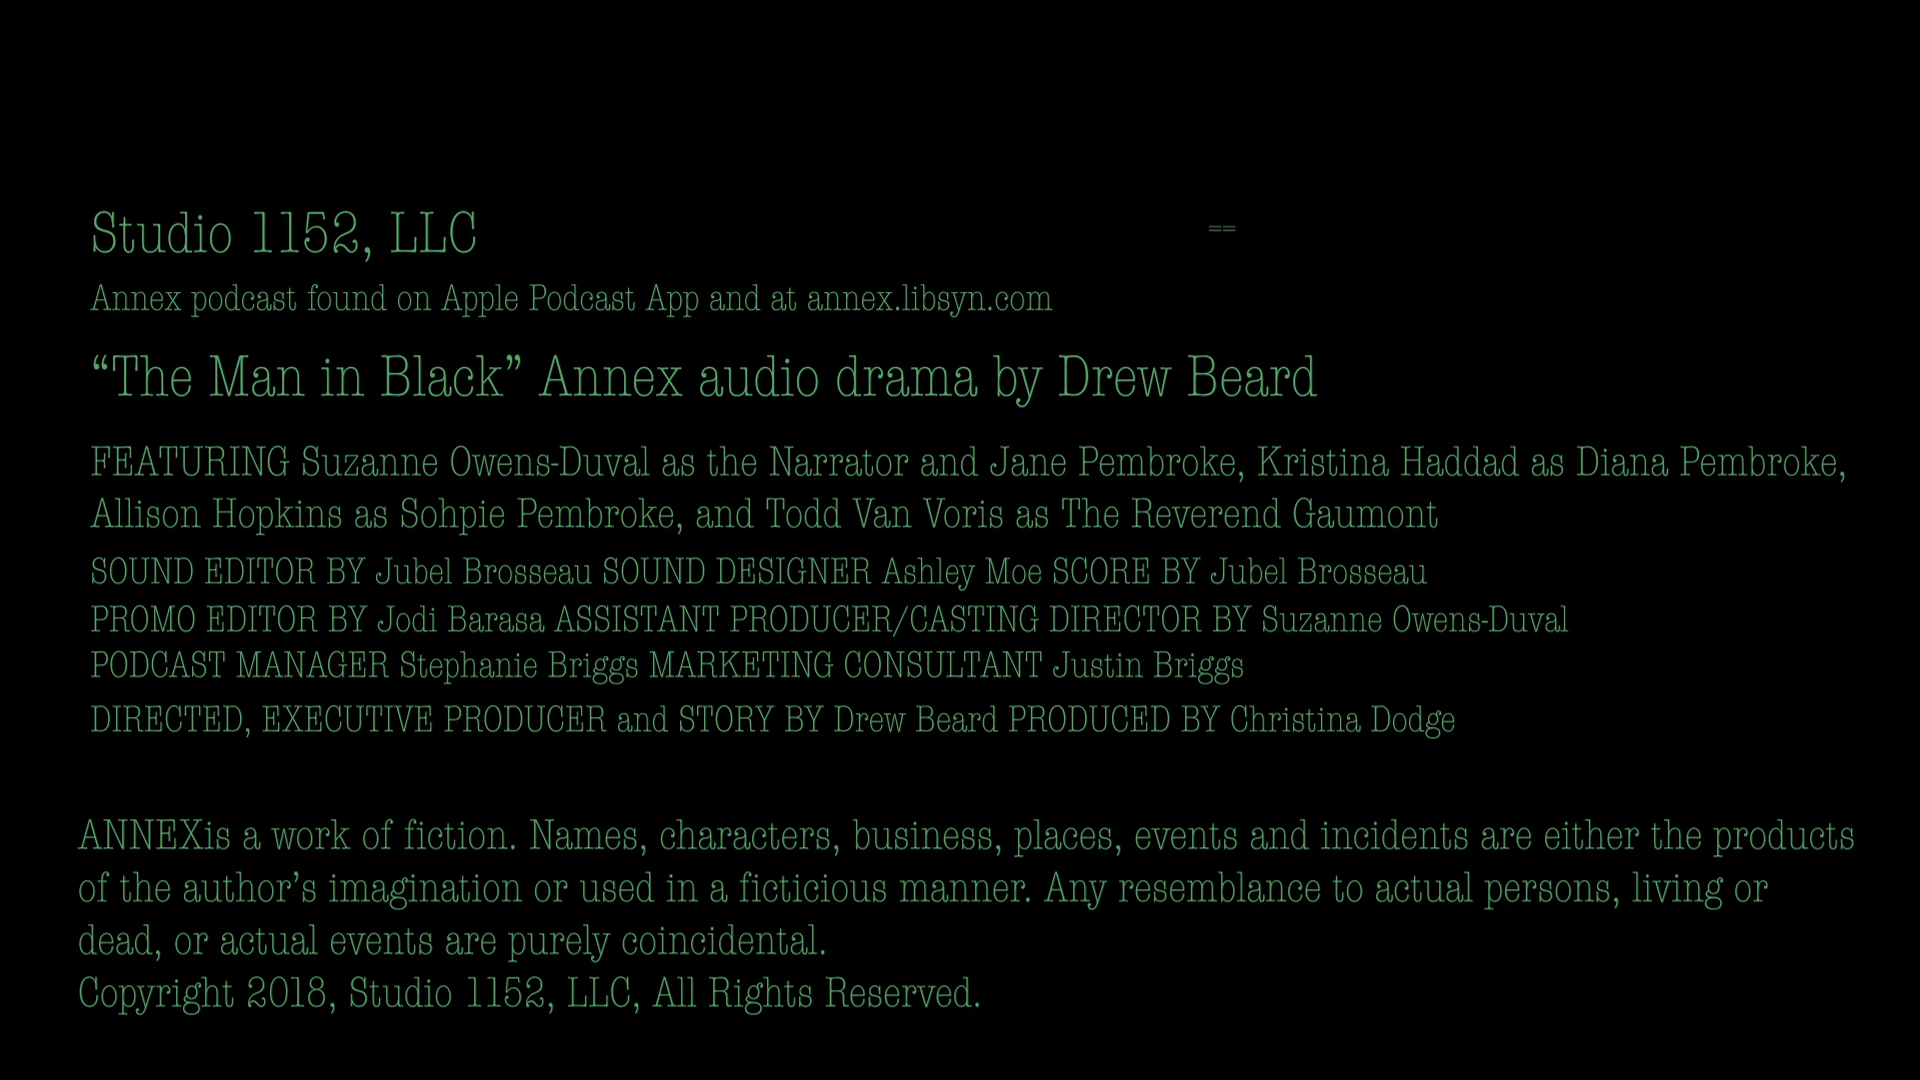 Studio 1152, LLC
==
Annex podcast found on Apple Podcast App and at annex.libsyn.com
“The Man in Black” Annex audio drama by Drew Beard
FEATURING Suzanne Owens-Duval as the Narrator and Jane Pembroke, Kristina Haddad as Diana Pembroke,
Allison Hopkins as Sohpie Pembroke, and Todd Van Voris as The Reverend Gaumont
SOUND EDITOR BY Jubel Brosseau SOUND DESIGNER Ashley Moe SCORE BY Jubel Brosseau
PROMO EDITOR BY Jodi Barasa ASSISTANT PRODUCER/CASTING DIRECTOR BY Suzanne Owens-Duval
PODCAST MANAGER Stephanie Briggs MARKETING CONSULTANT Justin Briggs
DIRECTED, EXECUTIVE PRODUCER and STORY BY Drew Beard PRODUCED BY Christina Dodge
ANNEXis a work of fiction. Names, characters, business, places, events and incidents are either the products
of the author’s imagination or used in a ficticious manner. Any resemblance to actual persons, living or
dead, or actual events are purely coincidental.
Copyright 2018, Studio 1152, LLC, All Rights Reserved.